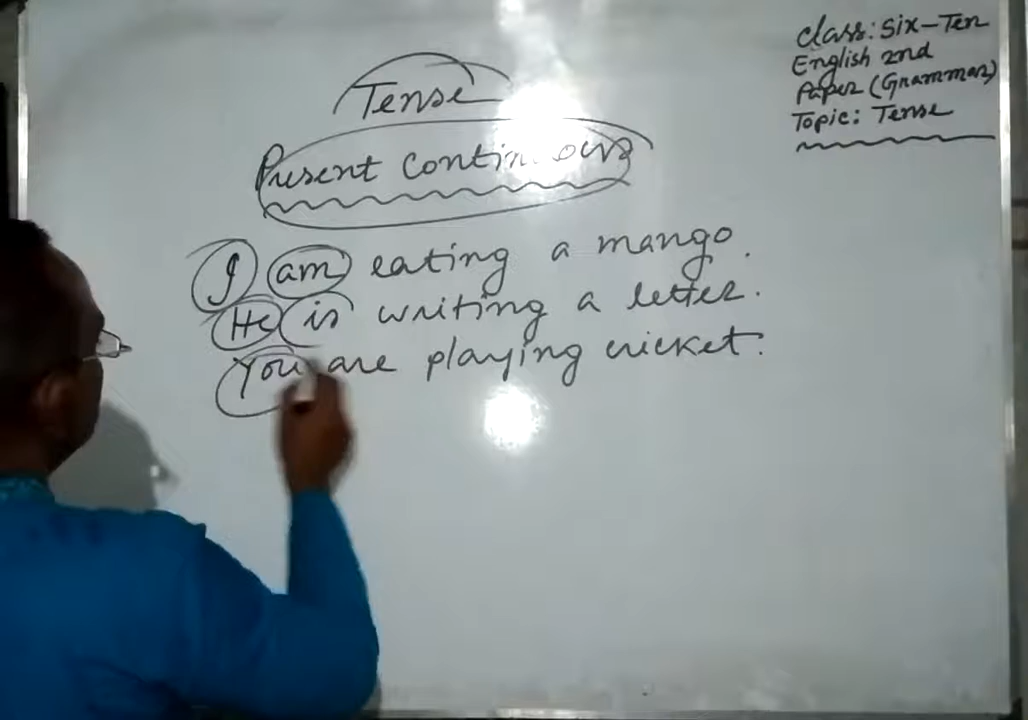 Tense
Present Continuous
I am eating a mango.
He is writing a letter.
You are playing cricket.
Class: Six-Ten
English 2nd
Paper (Grammar)
Topic: Tense